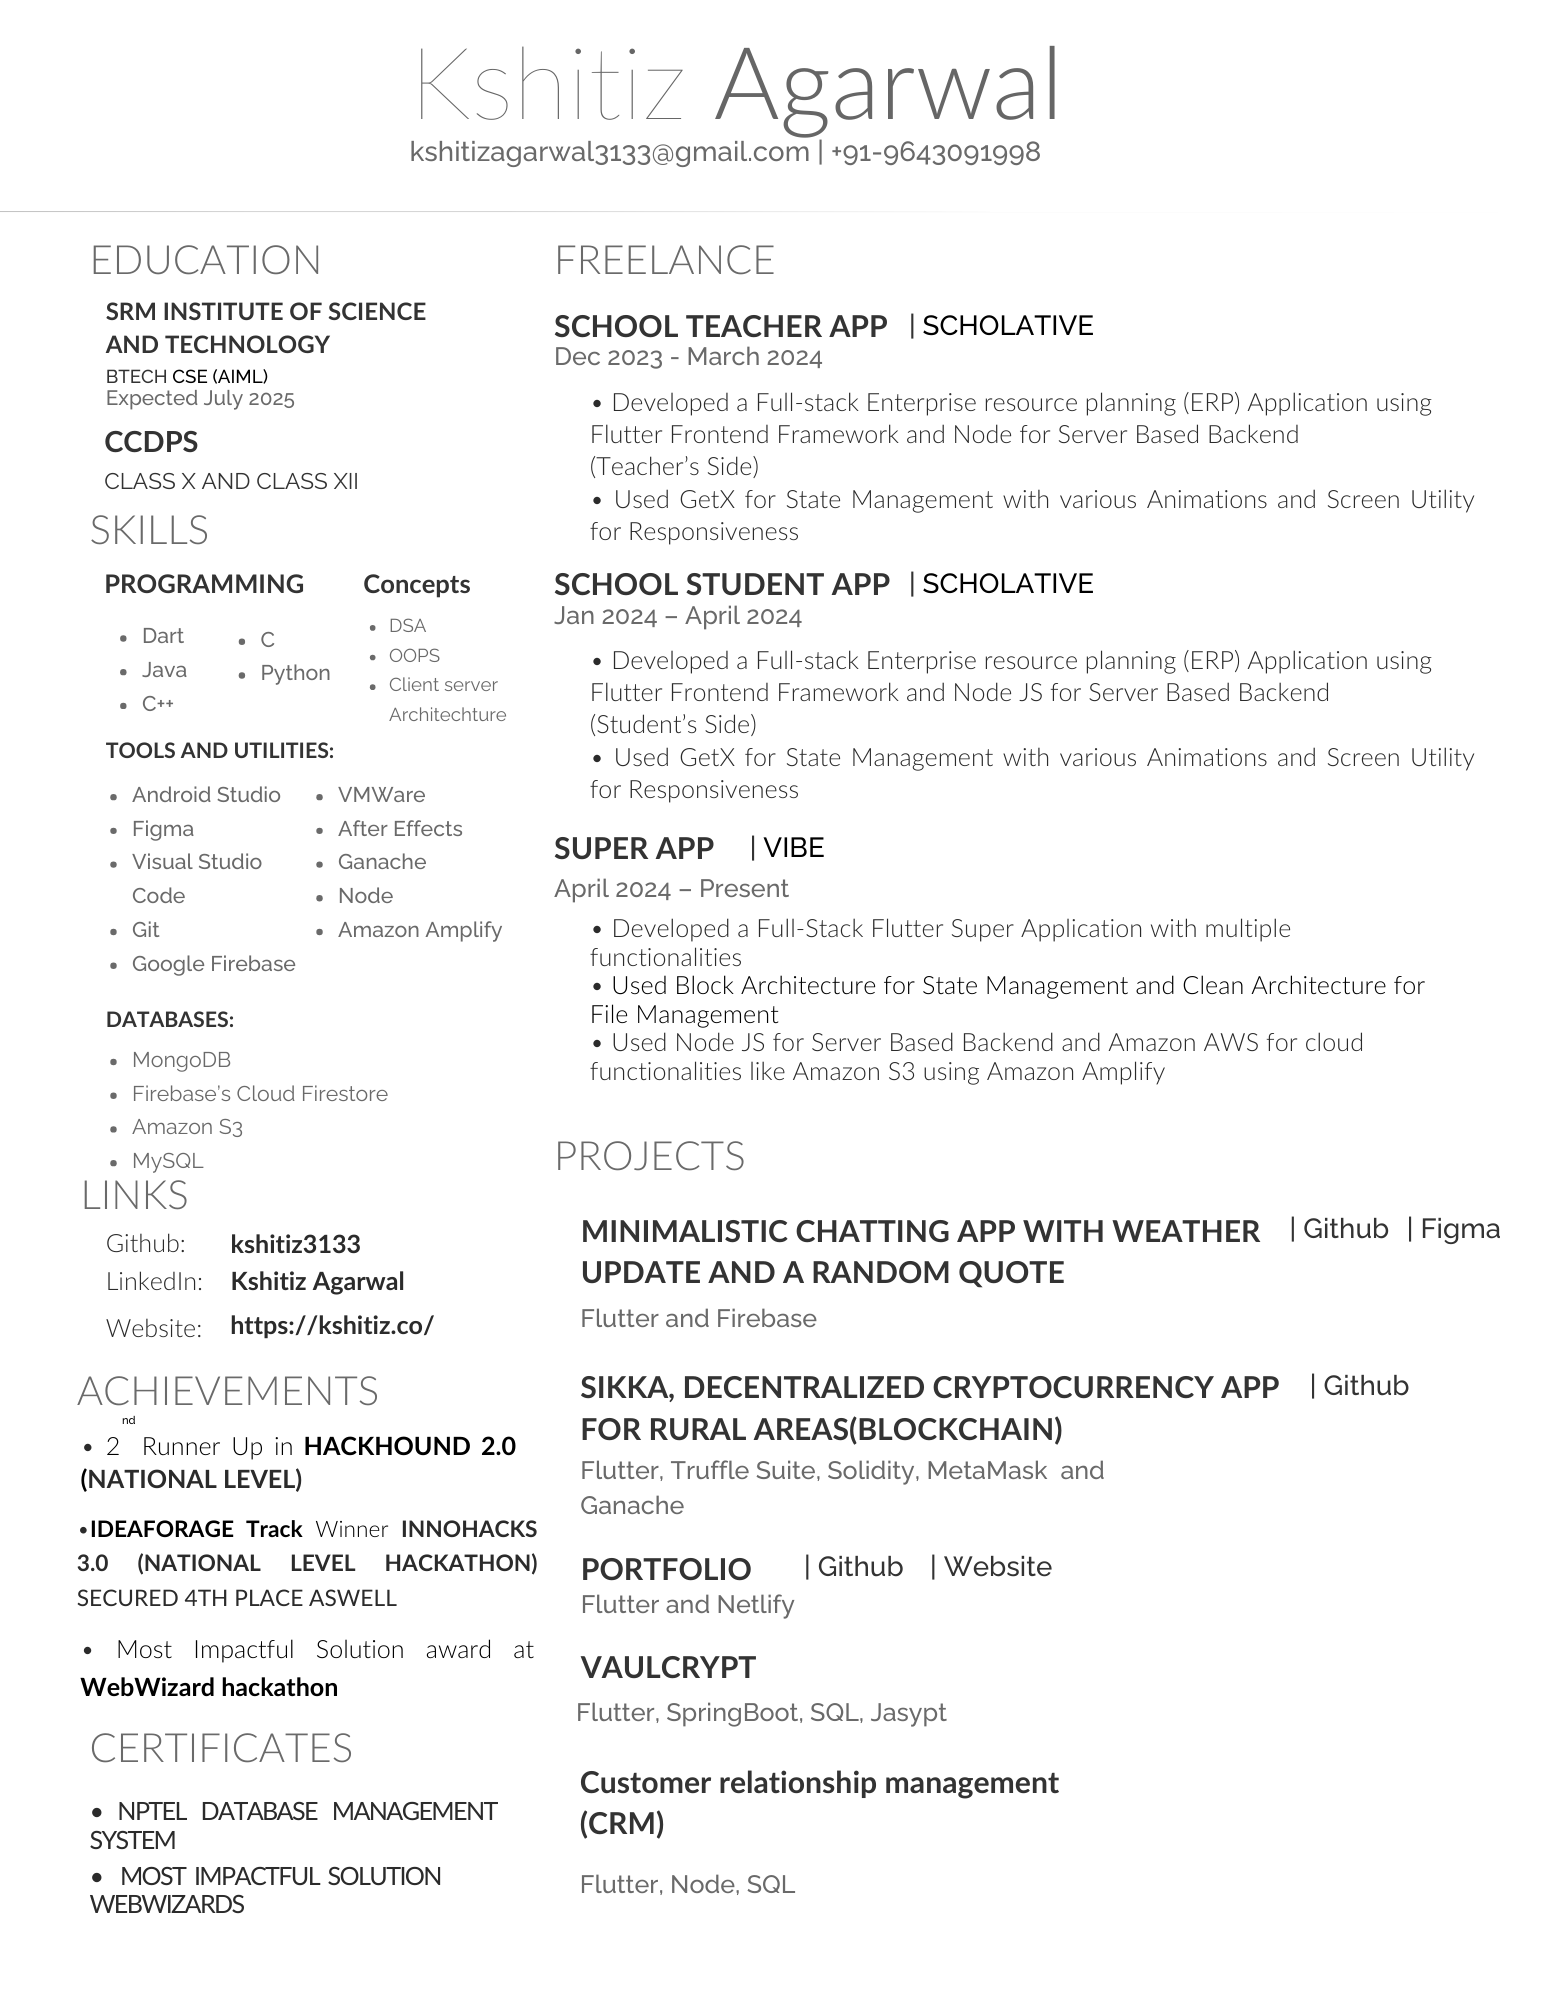 Kshitiz Agarwal
kshitizagarwal3133@gmail.com | +91-9643091998
EDUCATION
SRM INSTITUTE OF SCIENCE
AND TECHNOLOGY
BTECH CSE (AIML)
Expected July 2025
CCDPS
CLASS X AND CLASS XII
SKILLS
PROGRAMMING
• Dart
• Java
• C++
• C
• Python
Concepts
• DSA
• OOPS
• Client server
Architechture
TOOLS AND UTILITIES:
• Android Studio
• Figma
• Visual Studio
Code
• Git
• Google Firebase
• VMWare
• After Effects
• Ganache
• Node
• Amazon Amplify
DATABASES:
• MongoDB
• Firebase's Cloud Firestore
• Amazon S3
• MySQL
LINKS
Github: kshitiz3133
LinkedIn: Kshitiz Agarwal
Website: https://kshitiz.co/
ACHIEVEMENTS
• 2nd Runner Up in HACKHOUND 2.0
(NATIONAL LEVEL)
•IDEAFORAGE Track Winner INNOHACKS
3.0 (NATIONAL LEVEL HACKATHON)
SECURED 4TH PLACE ASWELL
• Most Impactful Solution award at
WebWizard hackathon
CERTIFICATES
• NPTEL DATABASE MANAGEMENT
SYSTEM
• MOST IMPACTFUL SOLUTION
WEBWIZARDS
FREELANCE
SCHOOL TEACHER APP | SCHOLATIVE
Dec 2023 - March 2024
• Developed a Full-stack Enterprise resource planning (ERP) Application using
Flutter Frontend Framework and Node for Server Based Backend
(Teacher's Side)
• Used GetX for State Management with various Animations and Screen Utility
for Responsiveness
SCHOOL STUDENT APP | SCHOLATIVE
Jan 2024 – April 2024
• Developed a Full-stack Enterprise resource planning (ERP) Application using
Flutter Frontend Framework and Node JS for Server Based Backend
(Student's Side)
• Used GetX for State Management with various Animations and Screen Utility
for Responsiveness
SUPER APP | VIBE
April 2024 – Present
• Developed a Full-Stack Flutter Super Application with multiple
functionalities
• Used Block Architecture for State Management and Clean Architecture for
File Management
• Used Node JS for Server Based Backend and Amazon AWS for cloud
functionalities like Amazon S3 using Amazon Amplify
PROJECTS
MINIMALISTIC CHATTING APP WITH WEATHER | Github | Figma
UPDATE AND A RANDOM QUOTE
Flutter and Firebase
SIKKA, DECENTRALIZED CRYPTOCURRENCY APP | Github
FOR RURAL AREAS(BLOCKCHAIN)
Flutter, Truffle Suite, Solidity, MetaMask and
Ganache
PORTFOLIO | Github | Website
Flutter and Netlify
VAULCRYPT
Flutter, SpringBoot, SQL, Jasypt
Customer relationship management
(CRM)
Flutter, Node, SQL